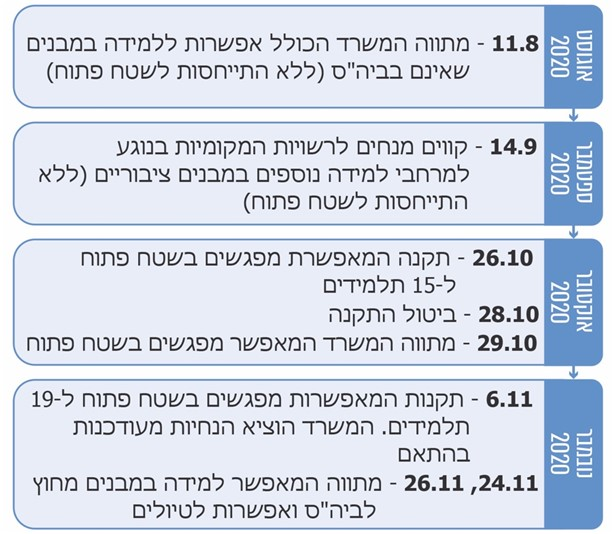 אוגוסט
2020
11.8 - מתווה המשרד הכולל אפשרות ללמידה במבנים
שאינם בביה"ס (ללא התייחסות לשטח פתוח)
ספטמבר
2020
14.9 - קווים מנחים לרשויות המקומיות בנוגע
למרחבי למידה נוספים במבנים ציבוריים (ללא
התייחסות לשטח פתוח)
אוקטובר
2020
26.10 - תקנה המאפשרת מפגשים בשטח פתוח
ל-15 תלמידים
28.10 - ביטול התקנה
29.10 - מתווה המשרד המאפשר מפגשים בשטח פתוח
נובמבר
2020
6.11 - תקנות המאפשרות מפגשים בשטח פתוח ל-19
תלמידים. המשרד הוציא הנחיות מעודכנות
בהתאם
24.11, 26.11 - מתווה המאפשר למידה במבנים מחוץ
לביה"ס ואפשרות לטיולים